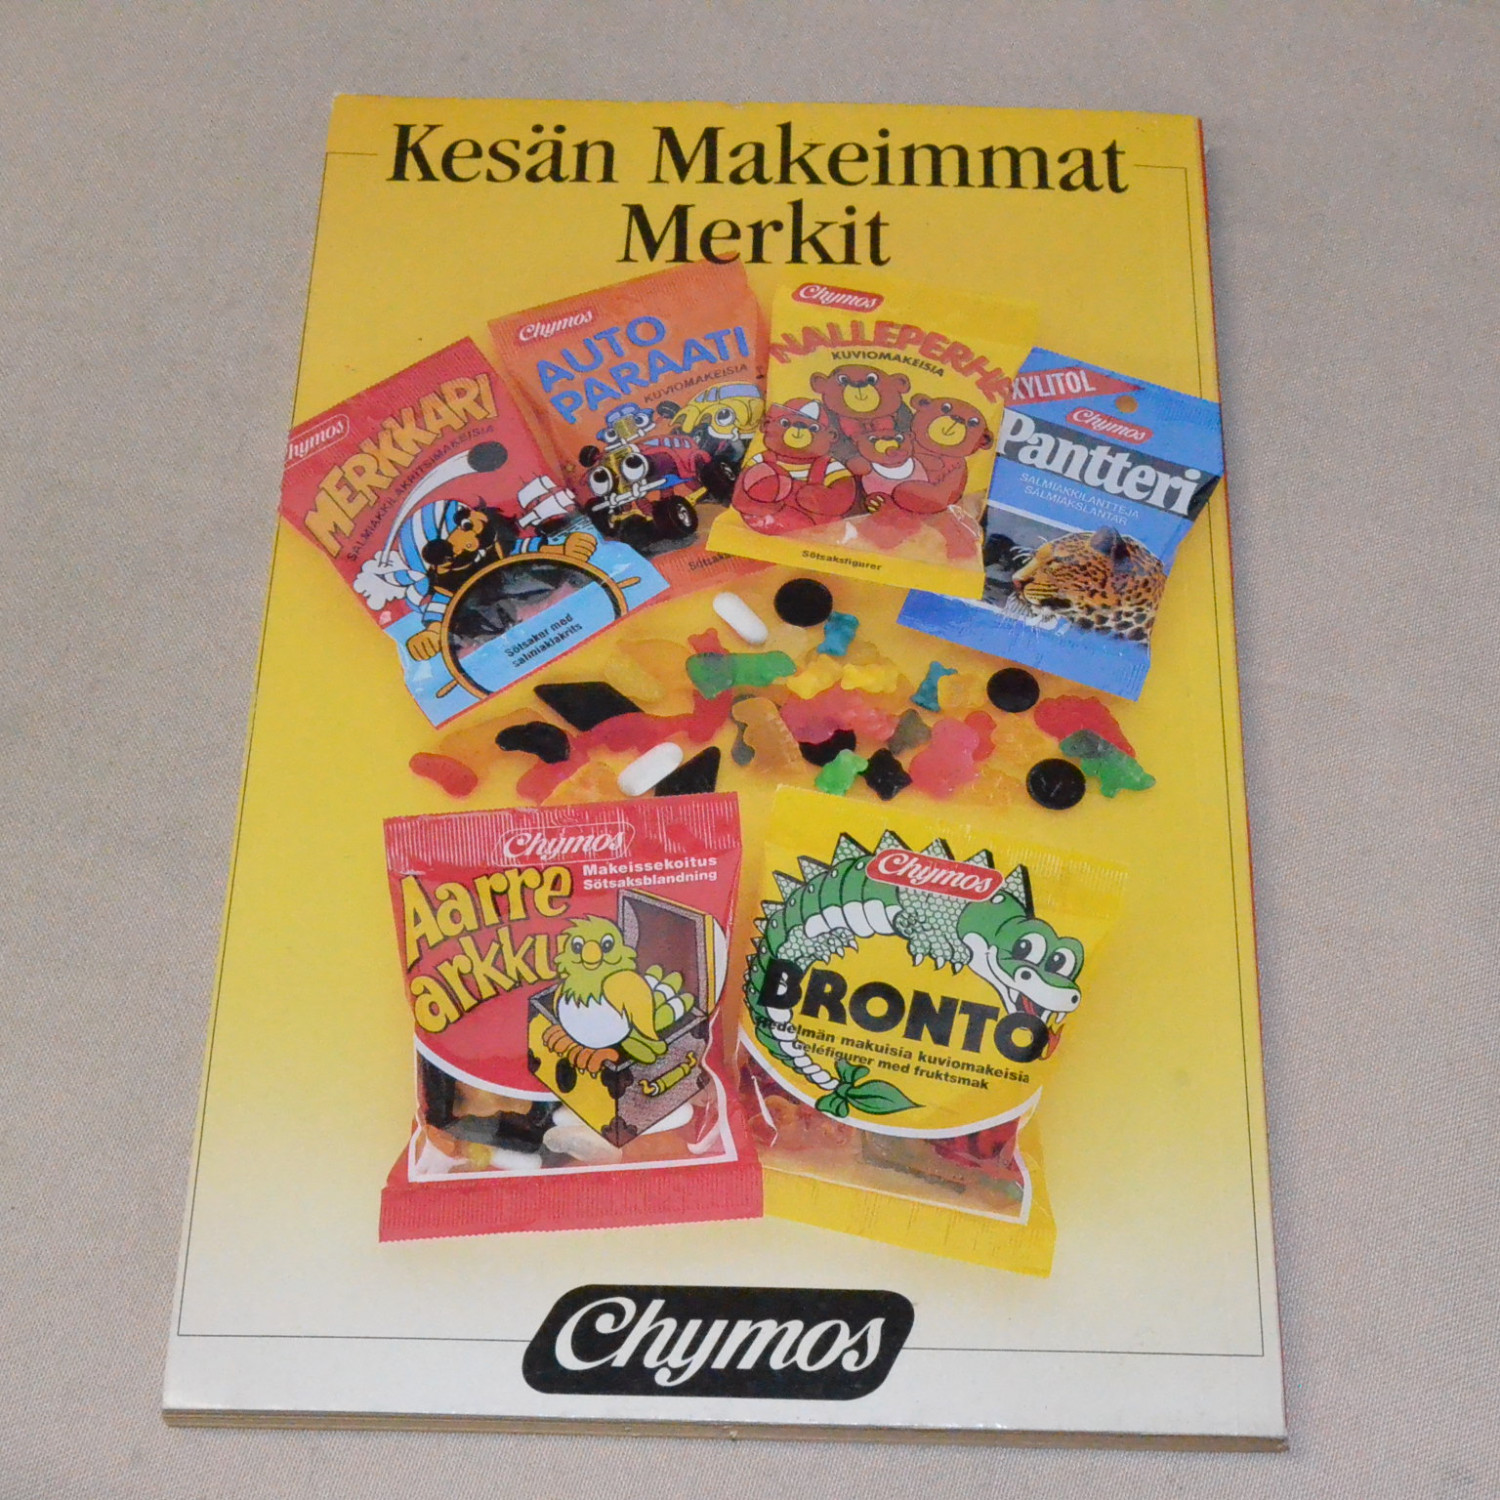 Kesän Makeimmat
Merkit
Chymos
MERKKARI
SALMIAKKILAKRITSIMAKEISIA
Sötsaker med
salmiaklakrits
Chymos
AUTO
PARAATI
KUVIOMAKEISIA
Chymos
NALLEPERHE
KUVIOMAKEISIA
Sötsaksfigurer
XYLITOL
Chymos
Pantteri
SALMIAKKILANTTEJA
SALMIAKSLANTAR
Chymos
Makeissekoitus
Sötsaksblandning
Aarre
arkku
Chymos
BRONTO
Hedelmän makuisia kuviomakeisia
Geléfigurer med fruktsmak
Chymos